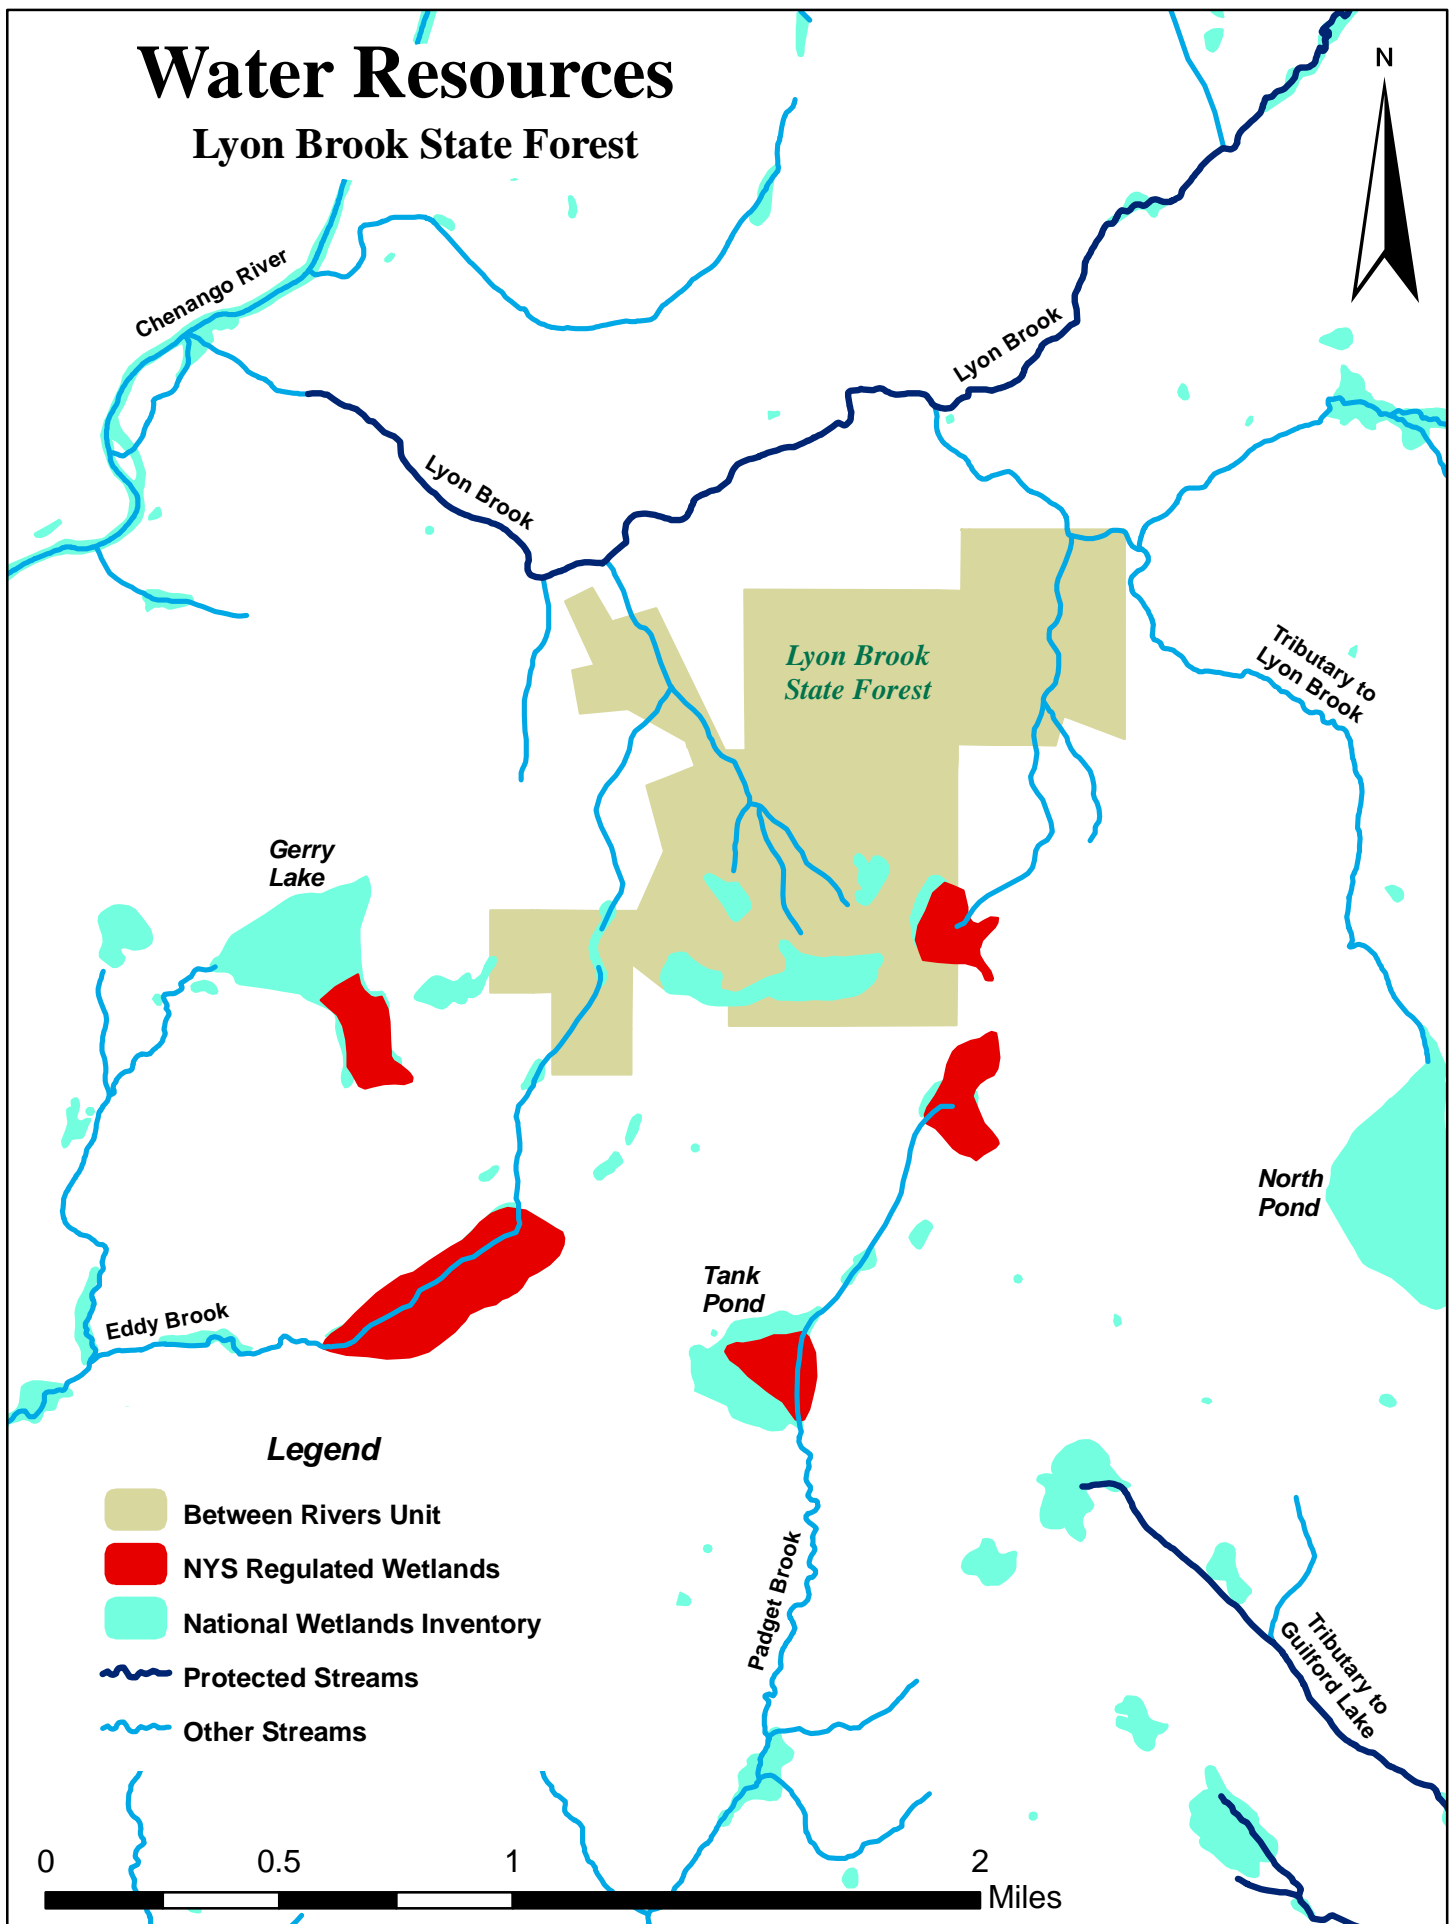 Water Resources
Lyon Brook State Forest
N
Chenango River
Lyon Brook
Lyon Brook
Lyon Brook
State Forest
Tributary to
Lyon Brook
Gerry
Lake
North
Pond
Tank
Pond
Eddy Brook
Padget Brook
Tributary to
Guilford Lake
Legend
Between Rivers Unit
NYS Regulated Wetlands
National Wetlands Inventory
Protected Streams
Other Streams
0 0.5 1 2
Miles